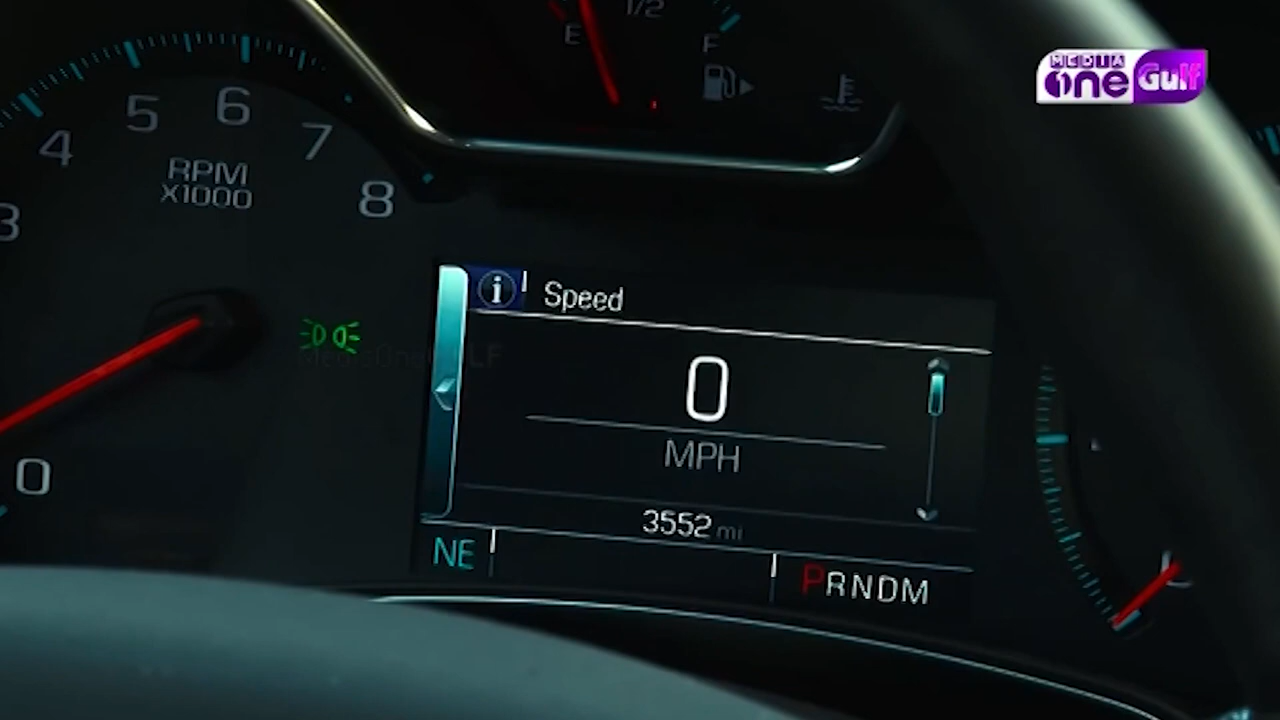 1/2
E
F
MEDIA
one Gulf
3
4
5
6
7
8
RPM
X1000
0
i
Speed
0
MPH
3552 mi
NE
PRNDM